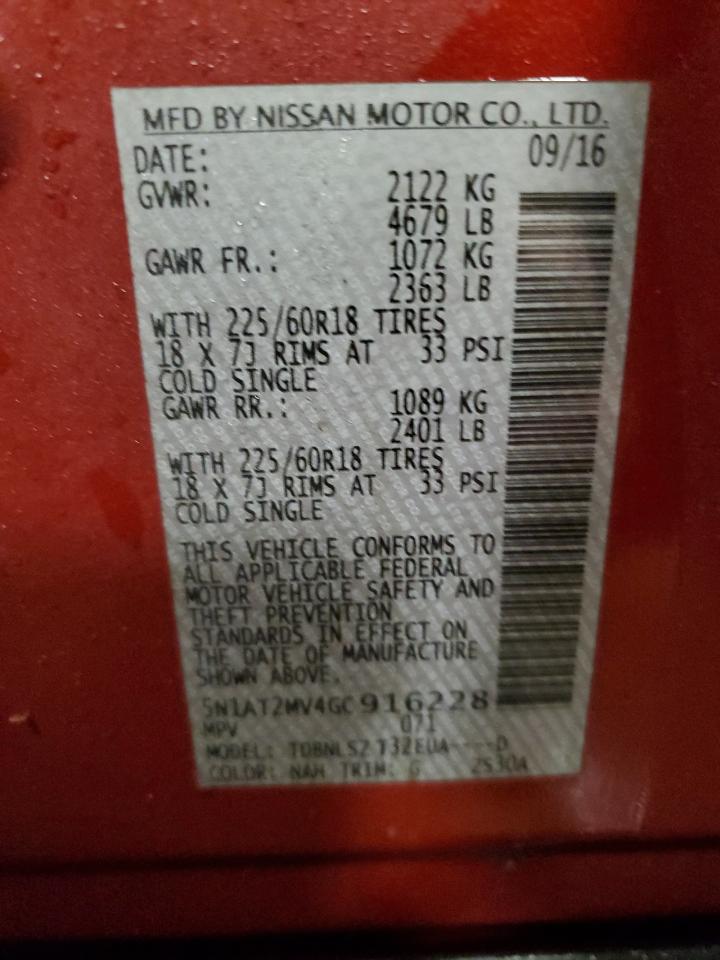 MFD BY NISSAN MOTOR CO., LTD.
DATE: 09/16
GVWR: 2122 KG
4679 LB
GAWR FR.: 1072 KG
2363 LB
WITH 225/60R18 TIRES
18 X 7J RIMS AT 33 PSI
COLD SINGLE
GAWR RR.: 1089 KG
2401 LB
WITH 225/60R18 TIRES
18 X 7J RIMS AT 33 PSI
COLD SINGLE
THIS VEHICLE CONFORMS TO
ALL APPLICABLE FEDERAL
MOTOR VEHICLE SAFETY AND
THEFT PREVENTION
STANDARDS IN EFFECT ON
THE DATE OF MANUFACTURE
SHOWN ABOVE.
5N1AT2MV4GC916228
MPV 071
MODEL: T32EUA----D
COLOR: NAH TRIM: G